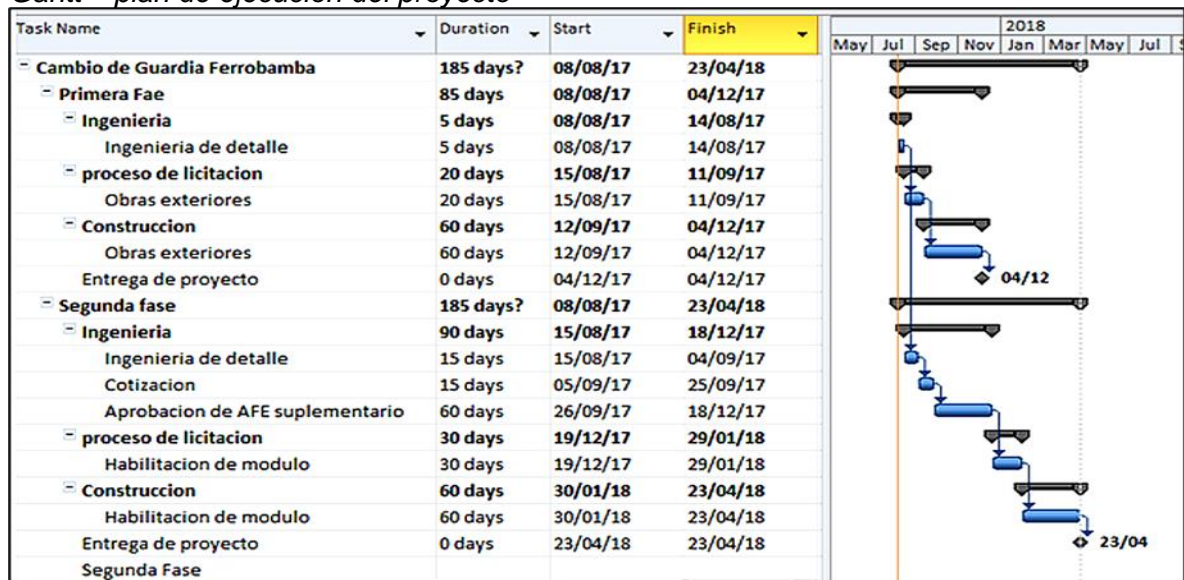 Gantt – plan de ejecución del proyecto
Task Name Duration Start Finish 2018
May Jul Sep Nov Jan Mar May Jul S
Cambio de Guardia Ferrobamba 185 days? 08/08/17 23/04/18
Primera Fae 85 days 08/08/17 04/12/17
Ingenieria 5 days 08/08/17 14/08/17
Ingenieria de detalle 5 days 08/08/17 14/08/17
proceso de licitacion 20 days 15/08/17 11/09/17
Obras exteriores 20 days 15/08/17 11/09/17
Construccion 60 days 12/09/17 04/12/17
Obras exteriores 60 days 12/09/17 04/12/17
Entrega de proyecto 0 days 04/12/17 04/12/17 04/12
Segunda fase 185 days? 08/08/17 23/04/18
Ingenieria 90 days 15/08/17 18/12/17
Ingenieria de detalle 15 days 15/08/17 04/09/17
Cotizacion 15 days 05/09/17 25/09/17
Aprobacion de AFE suplementario 60 days 26/09/17 18/12/17
proceso de licitacion 30 days 19/12/17 29/01/18
Habilitacion de modulo 30 days 19/12/17 29/01/18
Construccion 60 days 30/01/18 23/04/18
Habilitacion de modulo 60 days 30/01/18 23/04/18
Entrega de proyecto 0 days 23/04/18 23/04/18 23/04
Segunda Fase